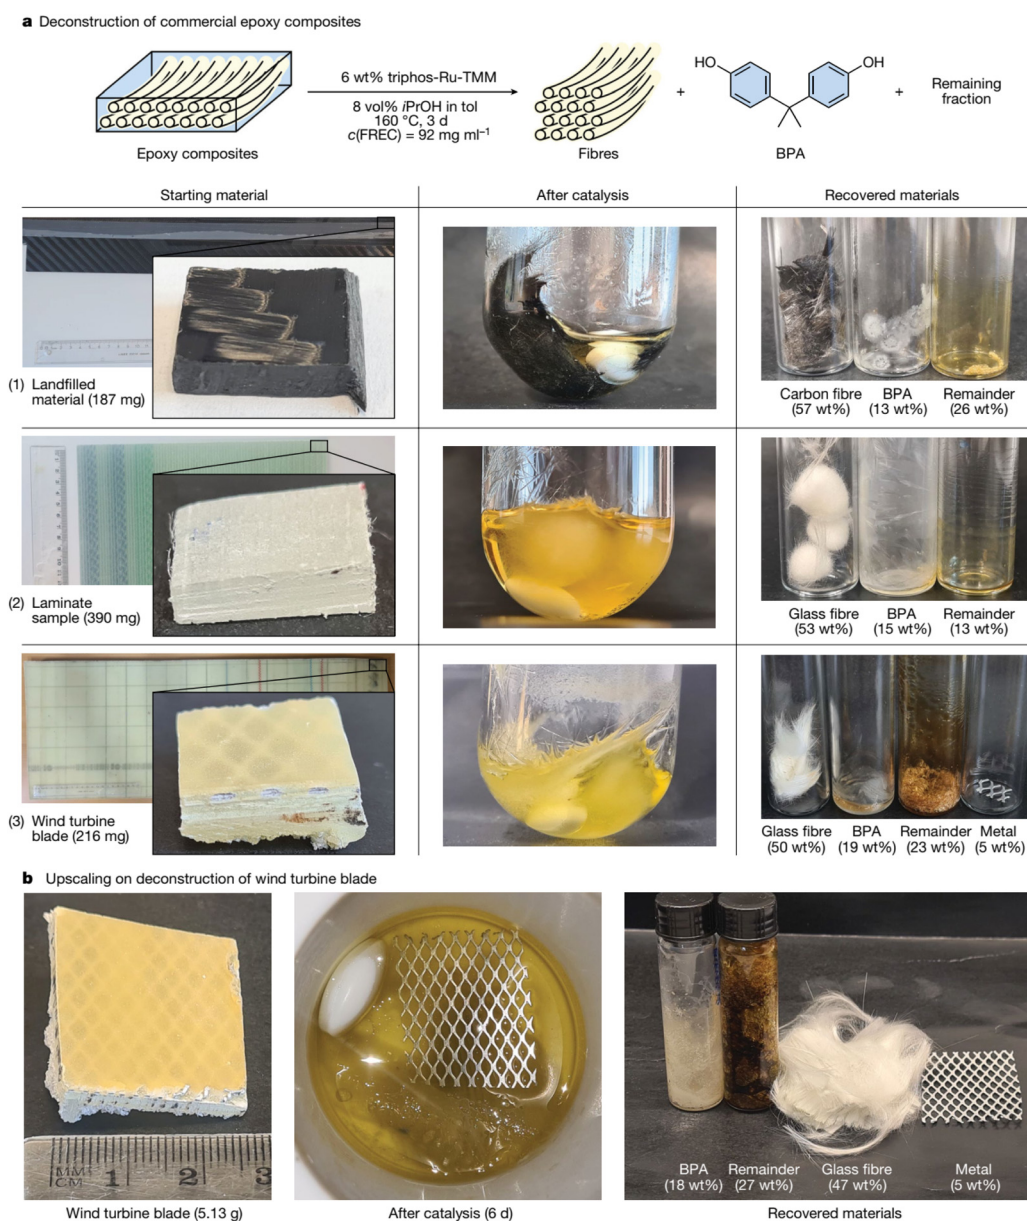 a Deconstruction of commercial epoxy composites
6 wt% triphos-Ru-TMM
8 vol% iPrOH in tol
160 °C, 3 d
c(FREC) = 92 mg ml⁻¹
Epoxy composites
Fibres
+
HO
OH
BPA
+
Remaining
fraction
Starting material
After catalysis
Recovered materials
(1) Landfilled
material (187 mg)
Carbon fibre
(57 wt%)
BPA
(13 wt%)
Remainder
(26 wt%)
(2) Laminate
sample (390 mg)
Glass fibre
(53 wt%)
BPA
(15 wt%)
Remainder
(13 wt%)
(3) Wind turbine
blade (216 mg)
Glass fibre
(50 wt%)
BPA
(19 wt%)
Remainder
(23 wt%)
Metal
(5 wt%)
b Upscaling on deconstruction of wind turbine blade
MM
CM
1
2
3
Wind turbine blade (5.13 g)
After catalysis (6 d)
BPA
(18 wt%)
Remainder
(27 wt%)
Glass fibre
(47 wt%)
Metal
(5 wt%)
Recovered materials